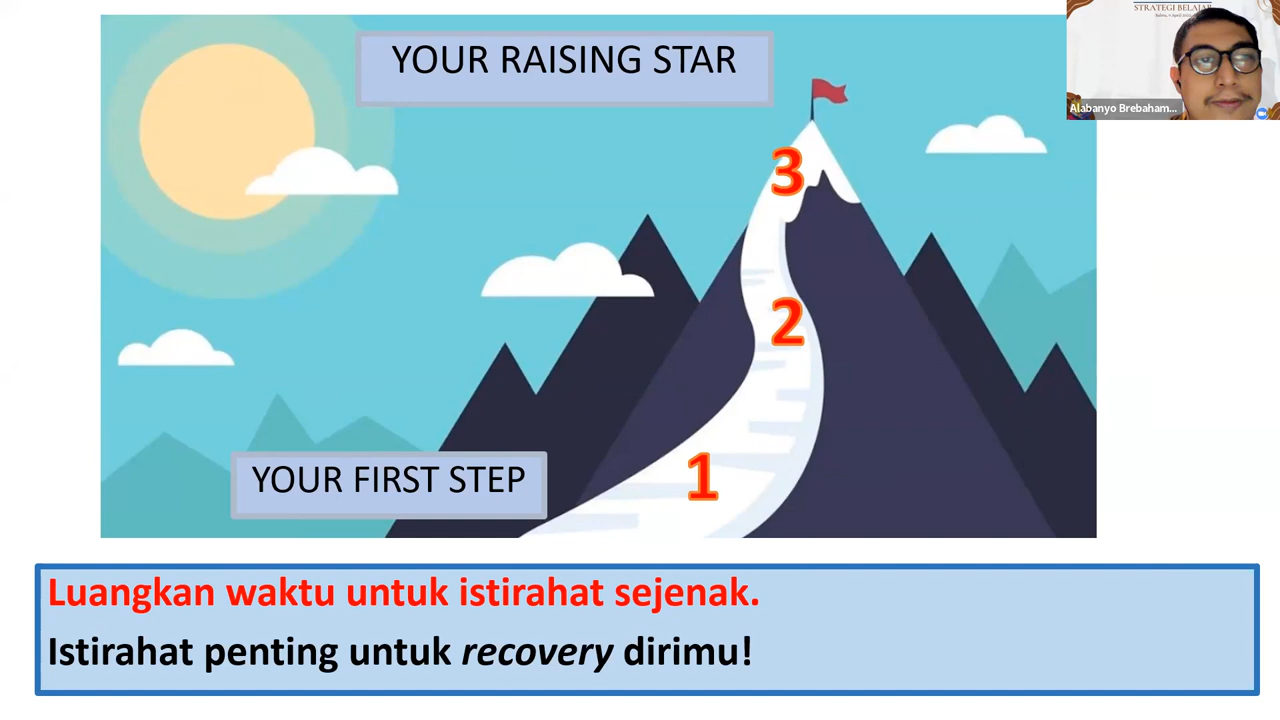 STRATEGI BELAJAR
YOUR RAISING STAR
Alabanyo Brebaham...
3
2
1
YOUR FIRST STEP
Luangkan waktu untuk istirahat sejenak.
Istirahat penting untuk recovery dirimu!